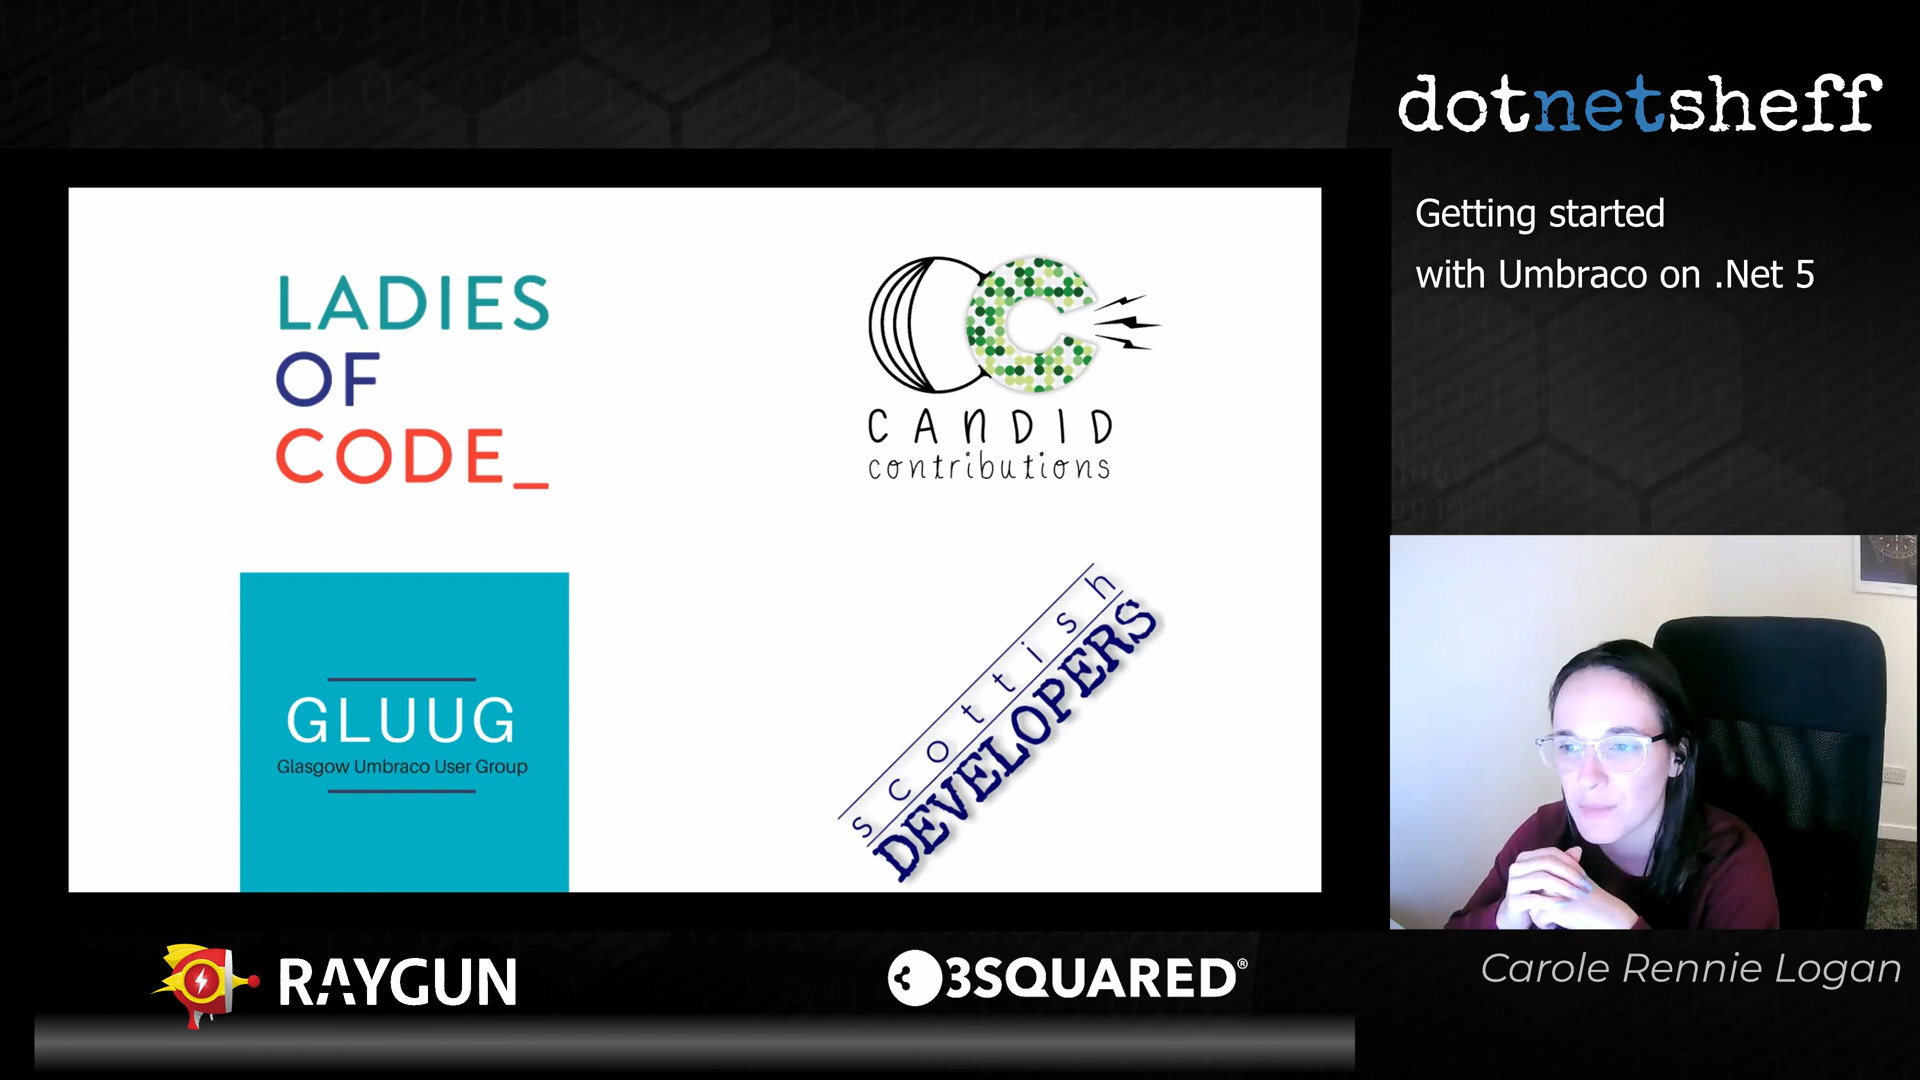 dotnetsheff
Getting started
with Umbraco on .Net 5
LADIES
OF
CODE_
CANDID
contributions
GLUUG
Glasgow Umbraco User Group
scottish
DEVELOPERS
RAYGUN
3SQUARED®
Carole Rennie Logan